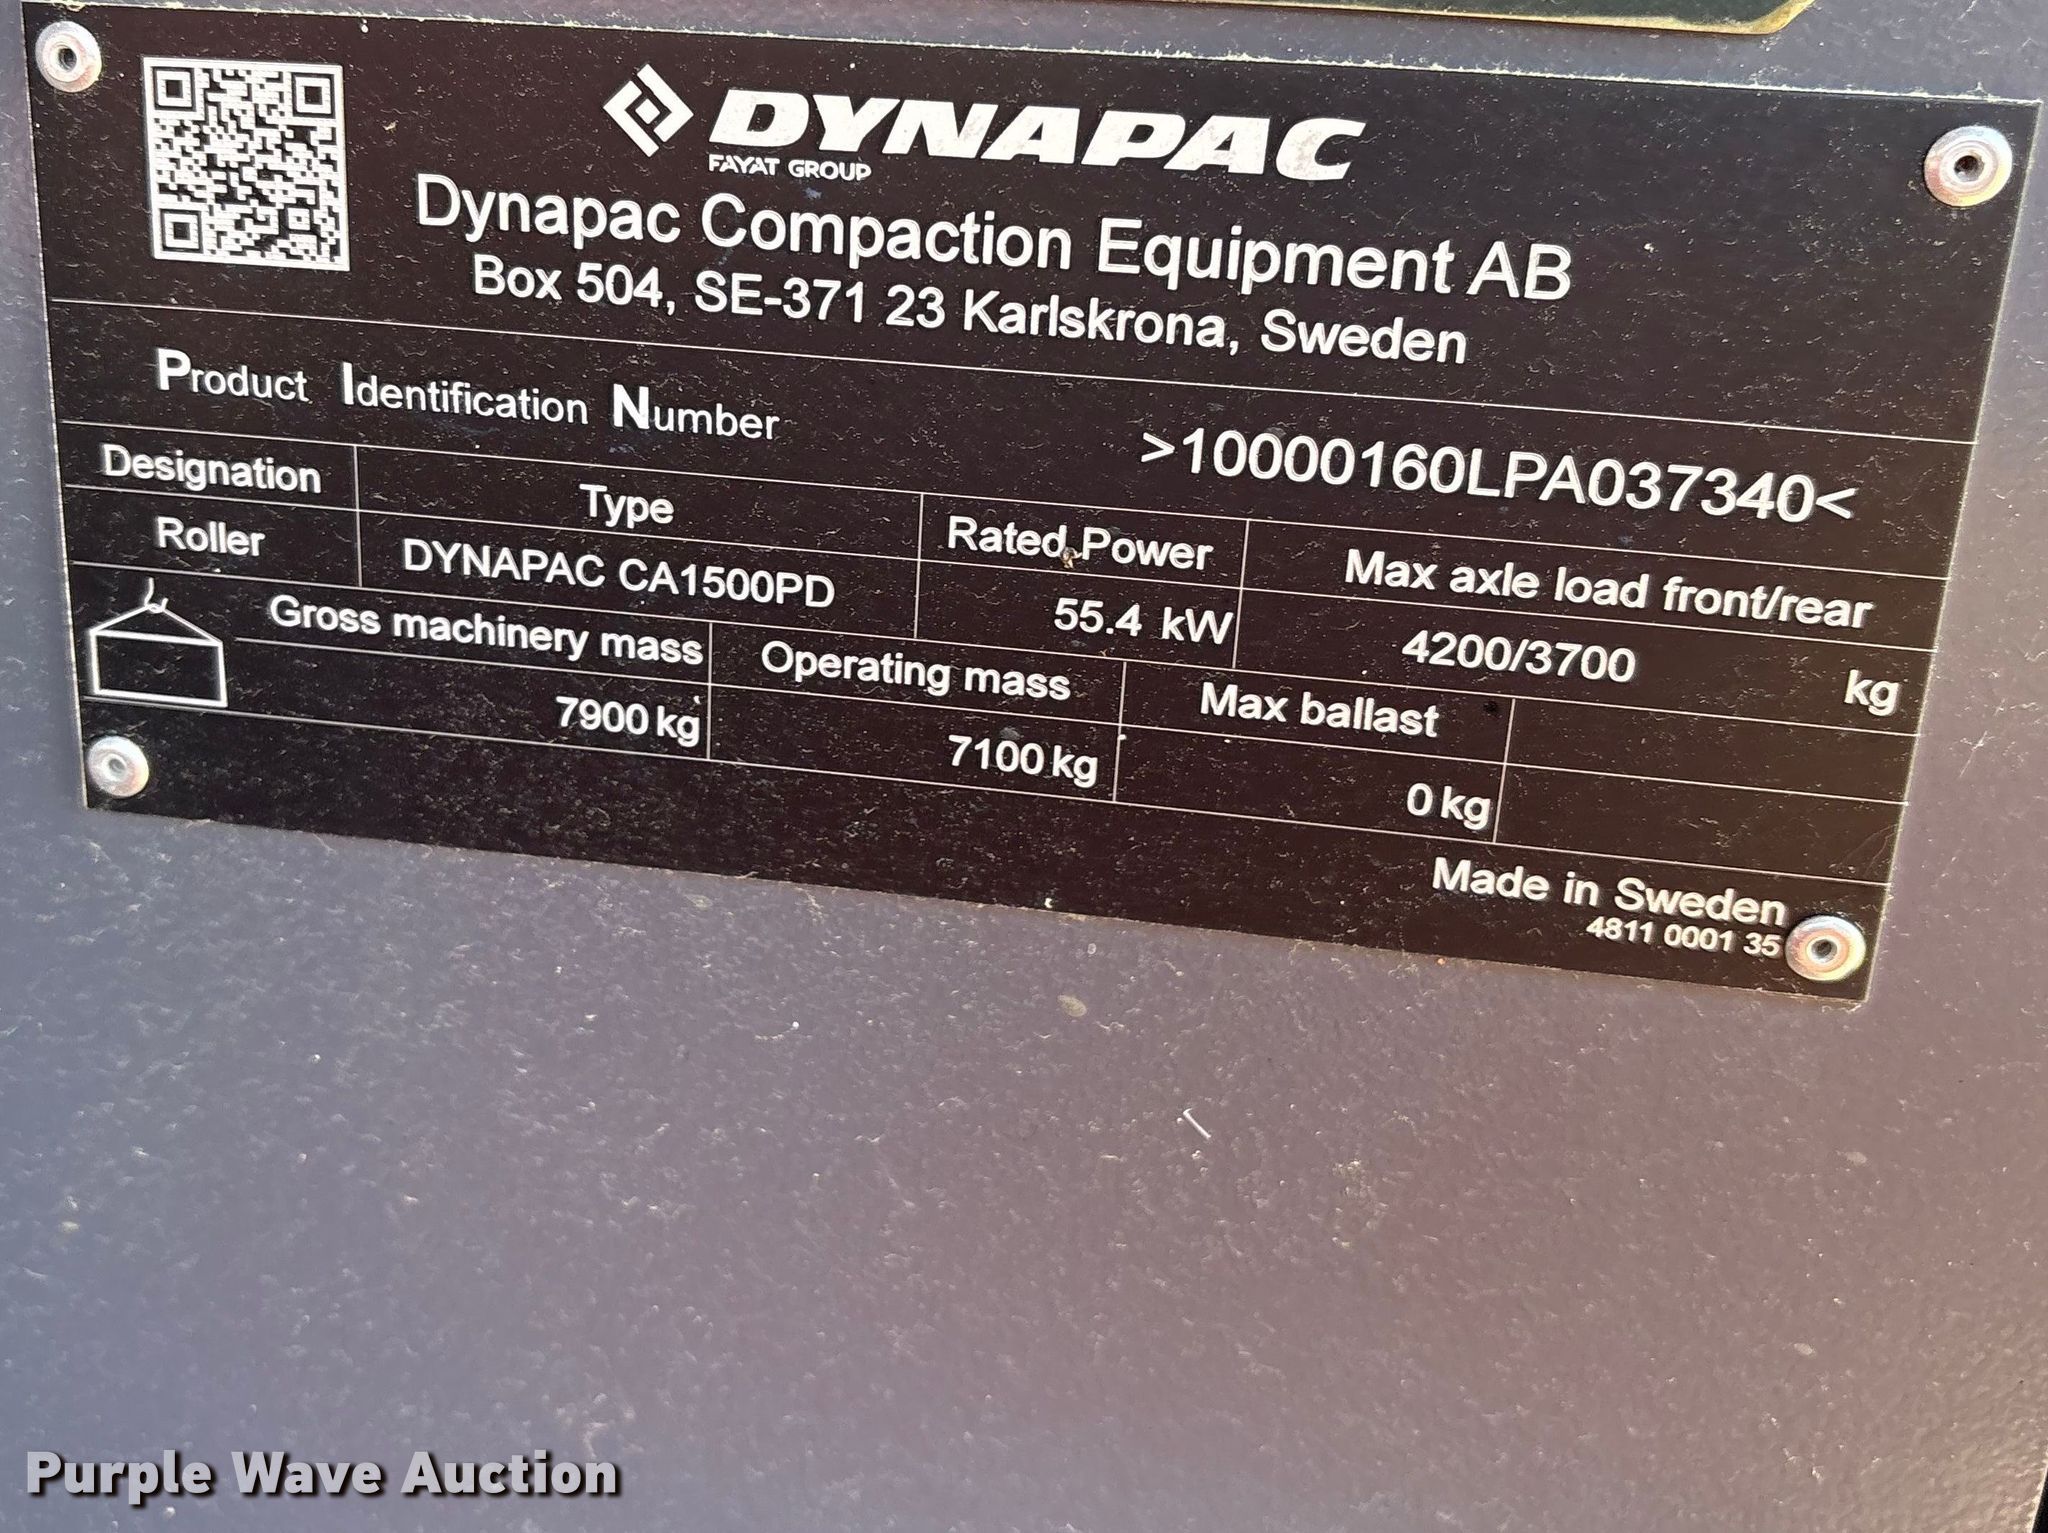 DYNAPAC
FAYAT GROUP
Dynapac Compaction Equipment AB
Box 504, SE-371 23 Karlskrona, Sweden
Product Identification Number >10000160LPA037340<
Designation Type Rated Power Max axle load front/rear
Roller DYNAPAC CA1500PD 55.4 kW 4200/3700 kg
Gross machinery mass Operating mass Max ballast
7900 kg 7100 kg 0 kg
Made in Sweden
4811 0001 35
Purple Wave Auction